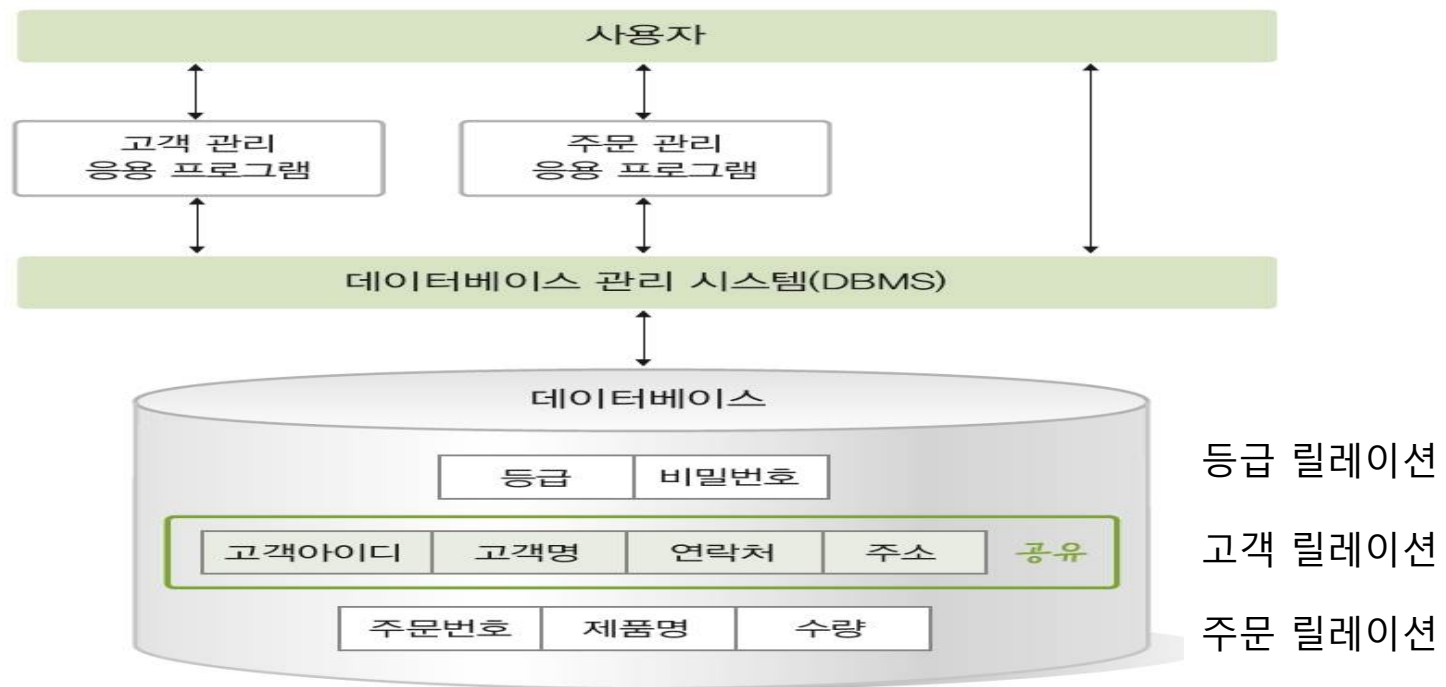 사용자
고객 관리
응용 프로그램
주문 관리
응용 프로그램
데이터베이스 관리 시스템(DBMS)
데이터베이스
등급 비밀번호 등급 릴레이션
고객아이디 고객명 연락처 주소 공유 고객 릴레이션
주문번호 제품명 수량 주문 릴레이션